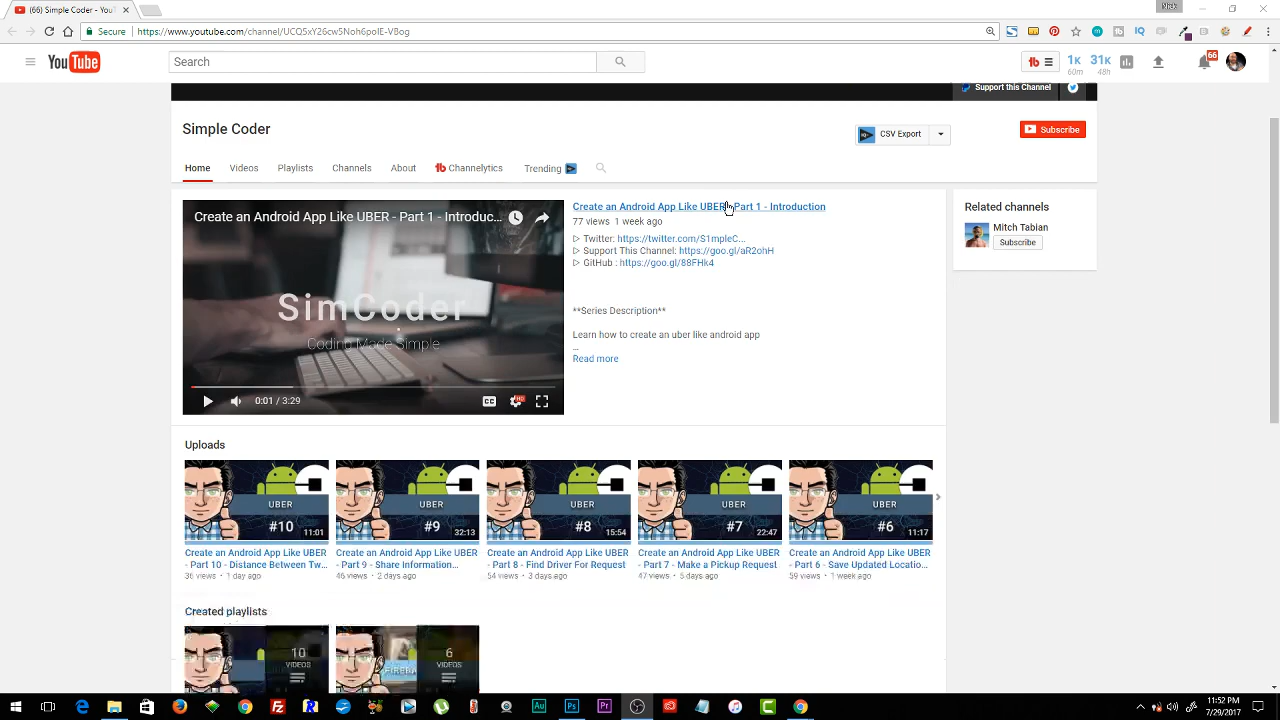 (66) Simple Coder - YouT
Secure
https://www.youtube.com/channel/UCQ5xY26cw5Noh6poIE-VBog
YouTube
Search
1K
60m
31K
48h
66
Support this Channel
Simple Coder
CSV Export
Subscribe
Home
Videos
Playlists
Channels
About
Channelytics
Trending
Create an Android App Like UBER - Part 1 - Introduc...
SimCoder
Coding Made Simple
0:01 / 3:29
CC
HD
Create an Android App Like UBER - Part 1 - Introduction
77 views 1 week ago
▷ Twitter: https://twitter.com/S1mpleC...
▷ Support This Channel: https://goo.gl/aR2ohH
▷ GitHub : https://goo.gl/88FHk4
**Series Description**
Learn how to create an uber like android app
...
Read more
Related channels
Mitch Tabian
Subscribe
Uploads
UBER
#10
11:01
UBER
#9
32:13
UBER
#8
15:54
UBER
#7
22:47
UBER
#6
11:17
Create an Android App Like UBER - Part 10 - Distance Between Tw...
36 views · 1 day ago
Create an Android App Like UBER - Part 9 - Share Information...
46 views · 2 days ago
Create an Android App Like UBER - Part 8 - Find Driver For Request
54 views · 3 days ago
Create an Android App Like UBER - Part 7 - Make a Pickup Request
47 views · 5 days ago
Create an Android App Like UBER - Part 6 - Save Updated Locatio...
59 views · 1 week ago
Created playlists
10
VIDEOS
6
VIDEOS
11:52 PM
7/29/2017